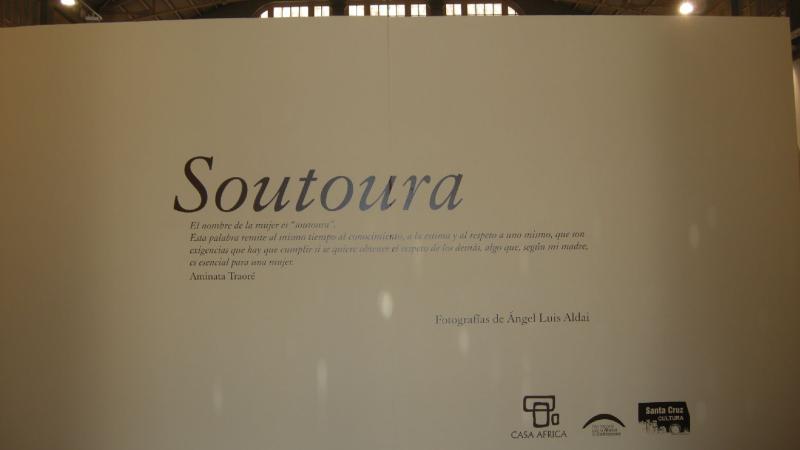 Soutoura
El nombre de la mujer es "soutoura".
Esta palabra remite al mismo tiempo al conocimiento, a la estima y al respeto a uno mismo, que son
exigencias que hay que cumplir si se quiere obtener el respeto de los demás, algo que, según mi madre,
es esencial para una mujer.
Aminata Traoré
Fotografías de Ángel Luis Aldai
CASA AFRICA
Santa Cruz
CULTURA